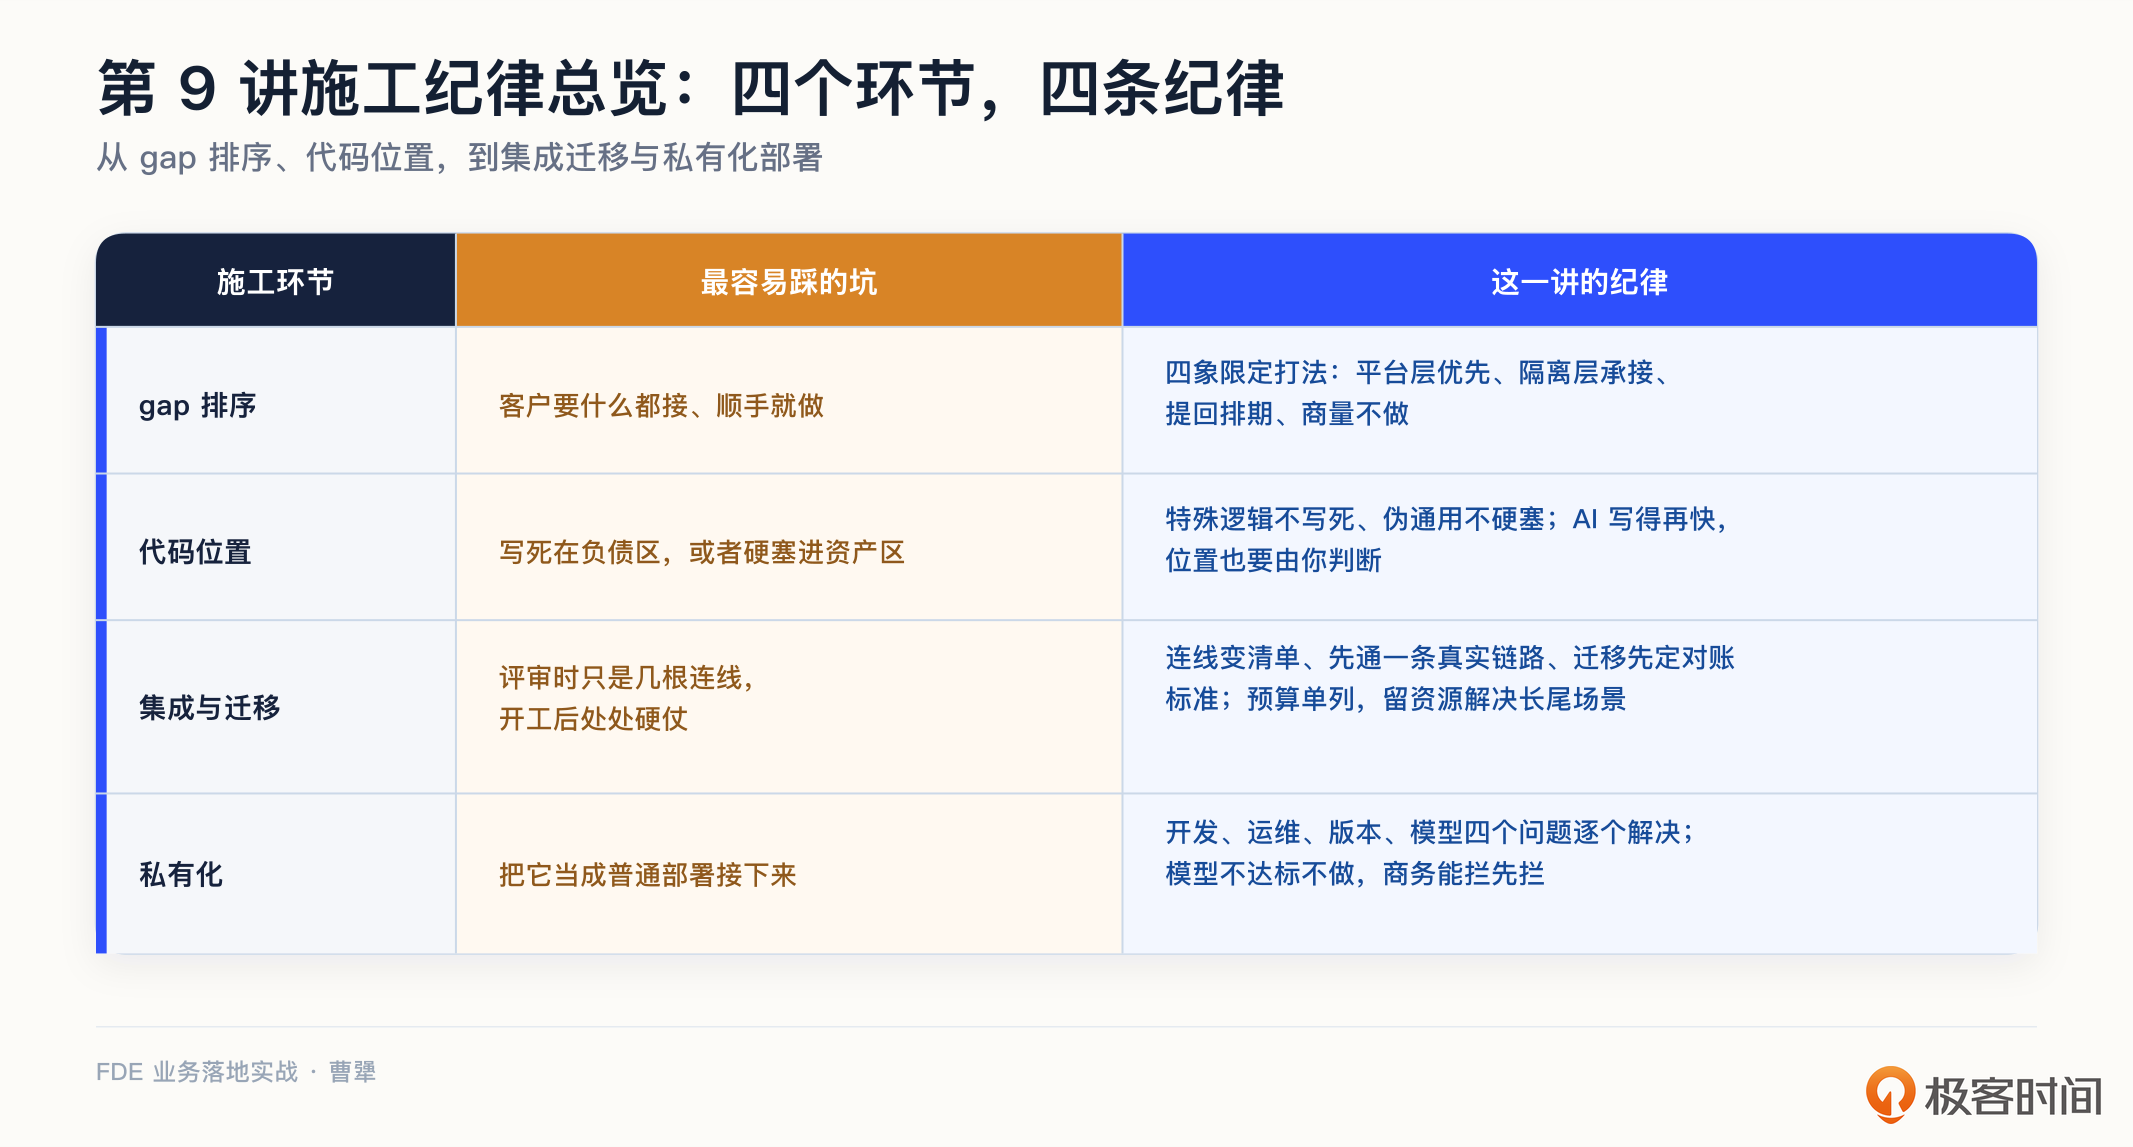 第 9 讲施工纪律总览：四个环节，四条纪律
从 gap 排序、代码位置，到集成迁移与私有化部署
施工环节
最容易踩的坑
这一讲的纪律
gap 排序
客户要什么都接、顺手就做
四象限定打法：平台层优先、隔离层承接、
提回排期、商量不做
代码位置
写死在负债区，或者硬塞进资产区
特殊逻辑不写死、伪通用不硬塞；AI 写得再快，
位置也要由你判断
集成与迁移
评审时只是几根连线，
开工后处处硬仗
连线变清单、先通一条真实链路、迁移先定对账
标准；预算单列，留资源解决长尾场景
私有化
把它当成普通部署接下来
开发、运维、版本、模型四个问题逐个解决；
模型不达标不做，商务能拦先拦
FDE 业务落地实战 · 曹犟
极客时间